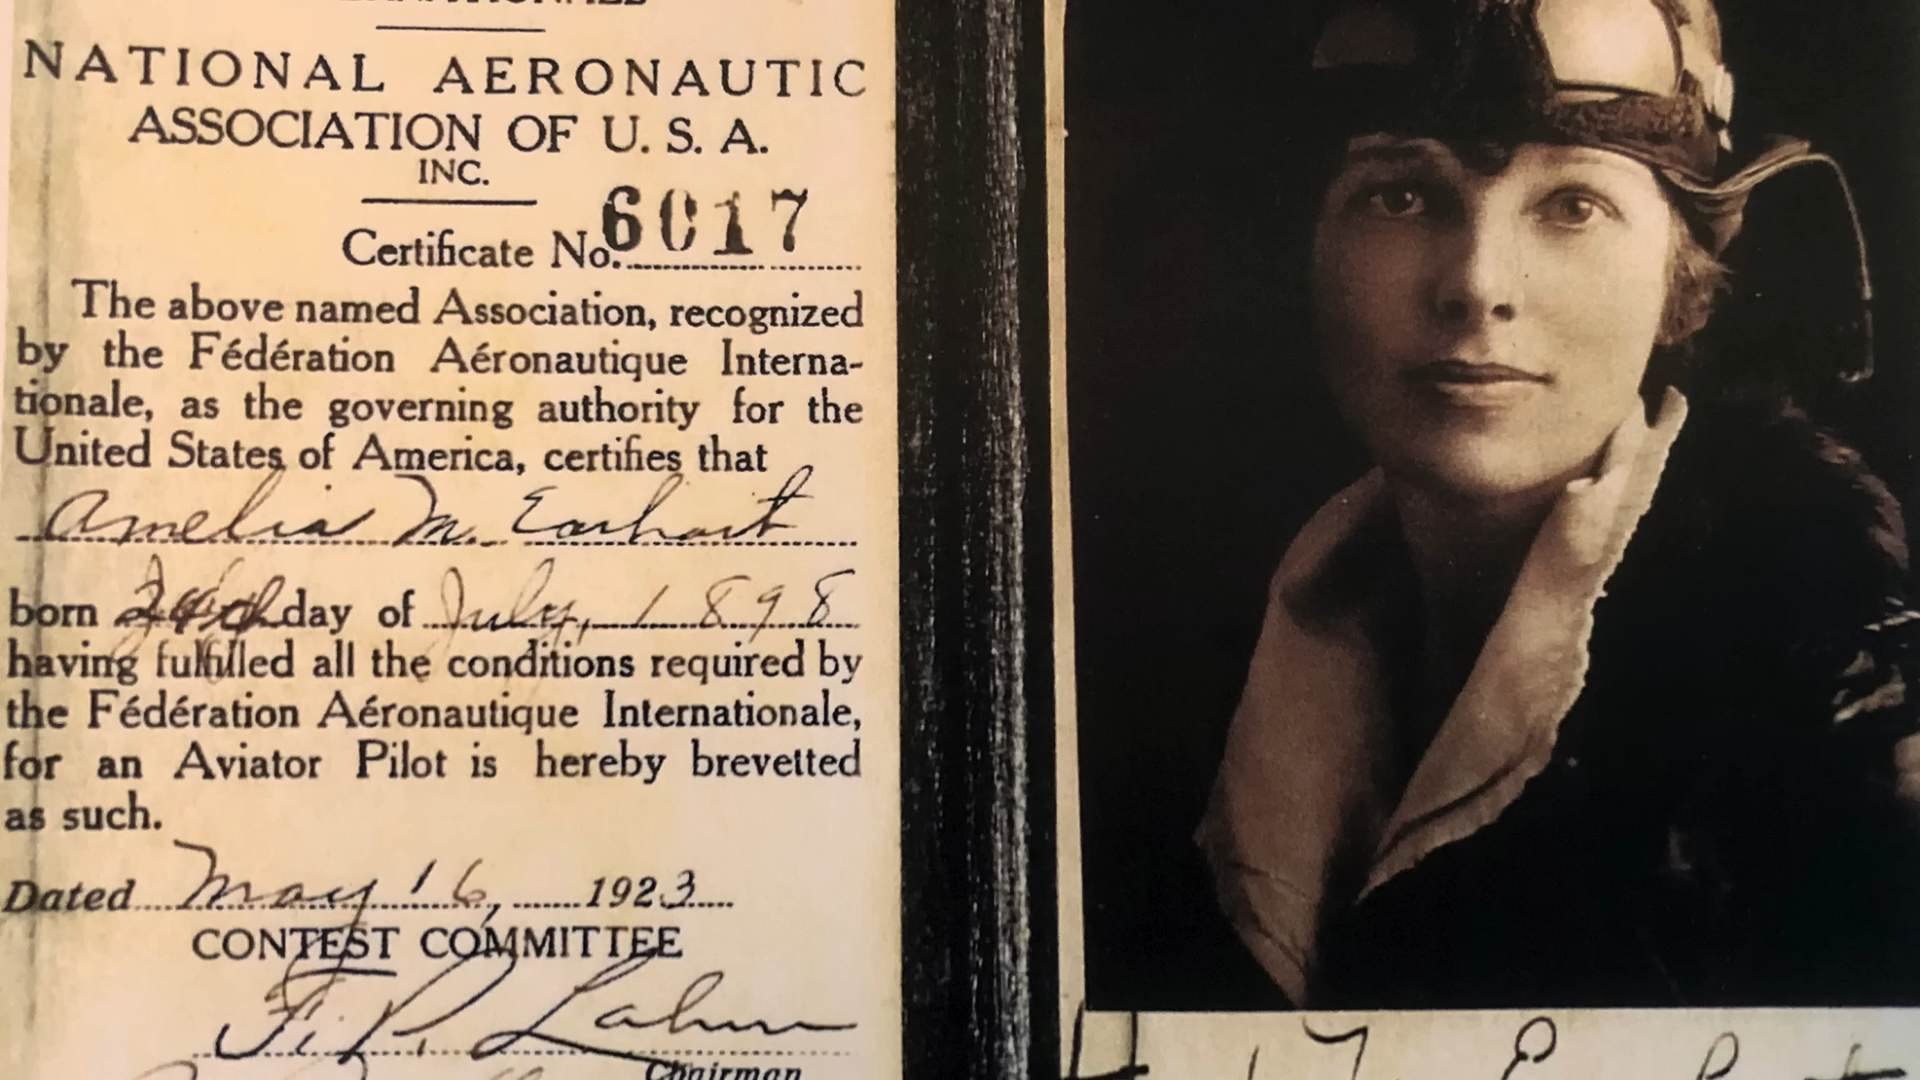 NATIONAL AERONAUTIC
ASSOCIATION OF U. S. A.
INC.
Certificate No. 6017
The above named Association, recognized
by the Fédération Aéronautique Interna-
tionale, as the governing authority for the
United States of America, certifies that
Amelia M. Earhart
born 24th day of July, 1898
having fulfilled all the conditions required by
the Fédération Aéronautique Internationale,
for an Aviator Pilot is hereby brevetted
as such.
Dated May 16, 1923
CONTEST COMMITTEE
F. P. Lahm
Chairman